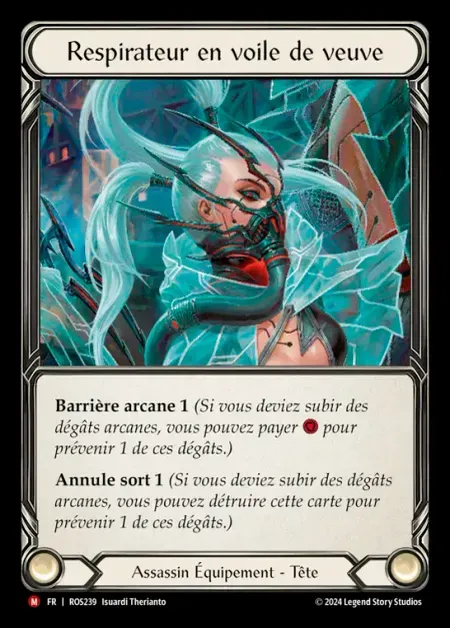 Respirateur en voile de veuve
Barrière arcane 1 (Si vous deviez subir des
dégâts arcanes, vous pouvez payer pour
prévenir 1 de ces dégâts.)
Annule sort 1 (Si vous deviez subir des dégâts
arcanes, vous pouvez détruire cette carte pour
prévenir 1 de ces dégâts.)
Assassin Équipement - Tête
M FR | ROS239 Isuardi Therianto
© 2024 Legend Story Studios